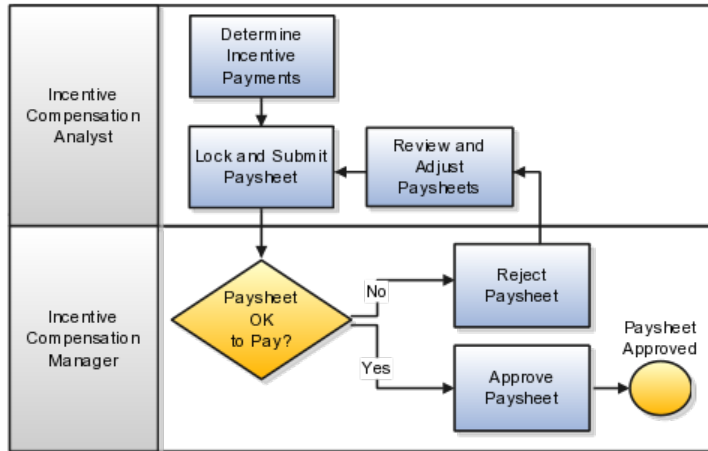 Incentive
Compensation
Analyst
Determine
Incentive
Payments
Lock and Submit
Paysheet
Review and
Adjust
Paysheets
Incentive
Compensation
Manager
Paysheet
OK
to Pay?
No
Reject
Paysheet
Yes
Approve
Paysheet
Paysheet
Approved